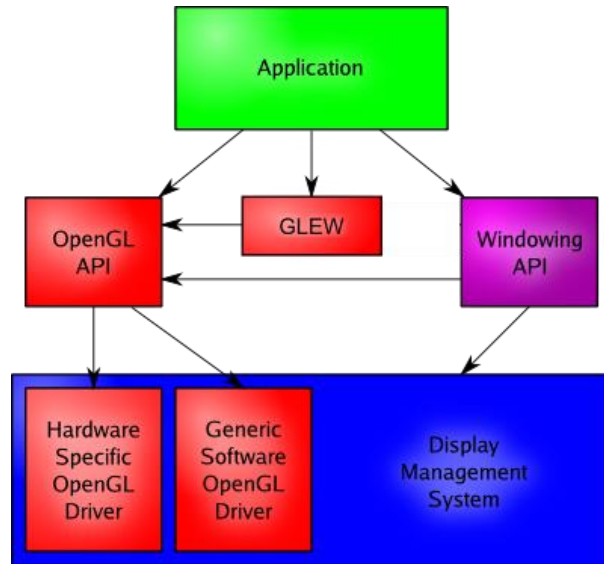 Application
OpenGL
API
GLEW
Windowing
API
Hardware
Specific
OpenGL
Driver
Generic
Software
OpenGL
Driver
Display
Management
System